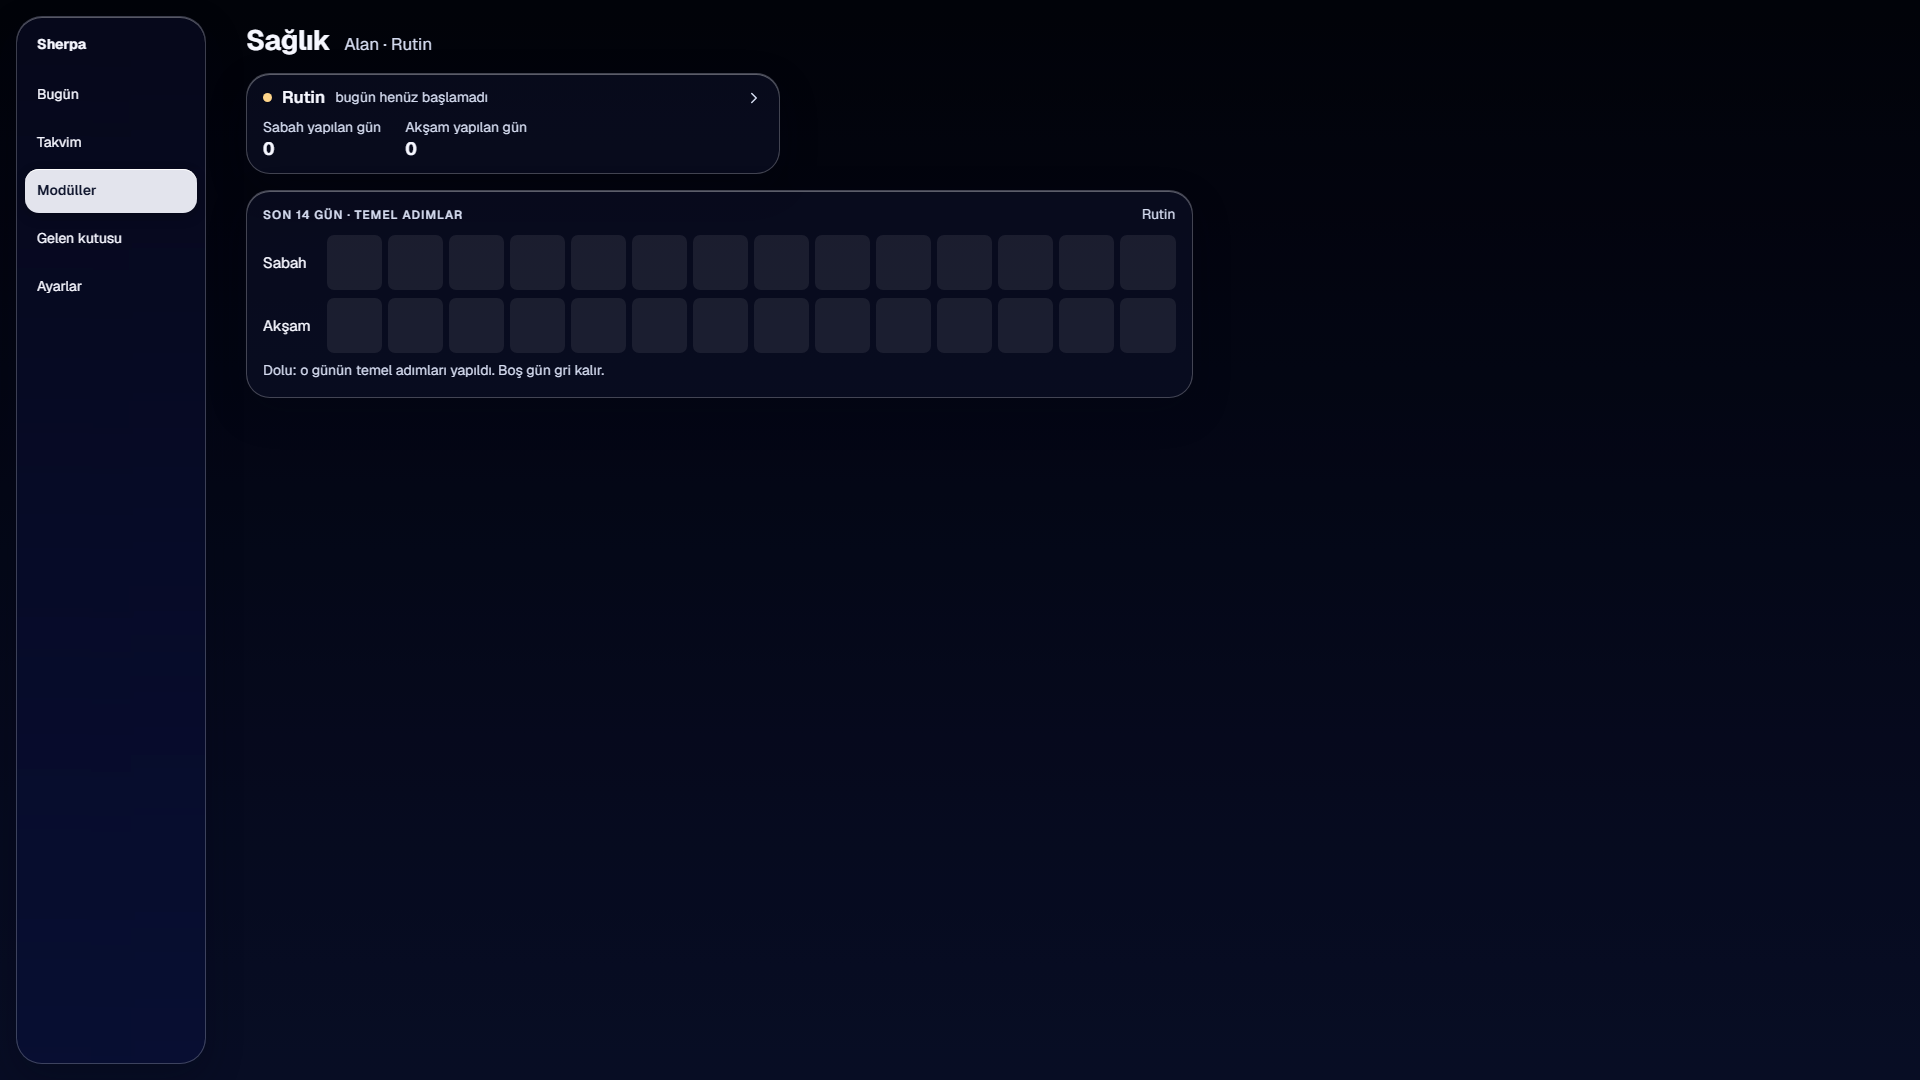 Sherpa
Bugün
Takvim
Modüller
Gelen kutusu
Ayarlar
Sağlık Alan · Rutin
Rutin bugün henüz başlamadı
Sabah yapılan gün Akşam yapılan gün
0 0
SON 14 GÜN · TEMEL ADIMLAR Rutin
Sabah
Akşam
Dolu: o günün temel adımları yapıldı. Boş gün gri kalır.